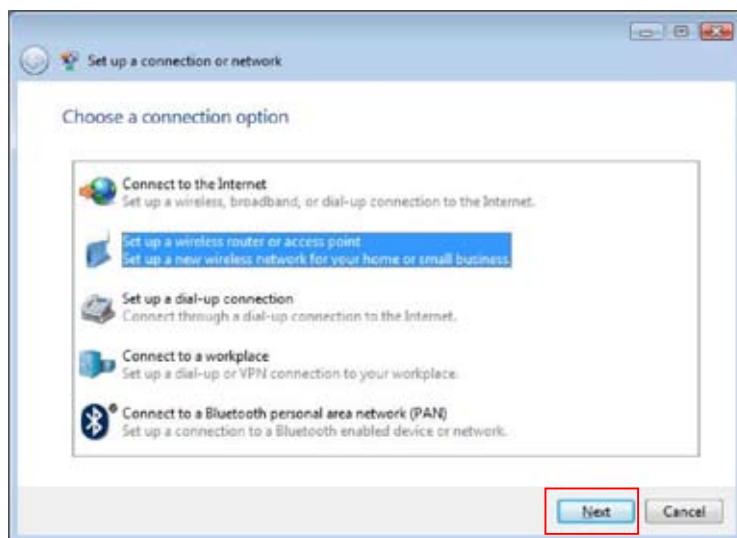 Set up a connection or network
Choose a connection option
Connect to the Internet
Set up a wireless, broadband, or dial-up connection to the Internet.
Set up a wireless router or access point
Set up a new wireless network for your home or small business
Set up a dial-up connection
Connect through a dial-up connection to the Internet.
Connect to a workplace
Set up a dial-up or VPN connection to your workplace.
Connect to a Bluetooth personal area network (PAN)
Set up a connection to a Bluetooth enabled device or network.
Next Cancel